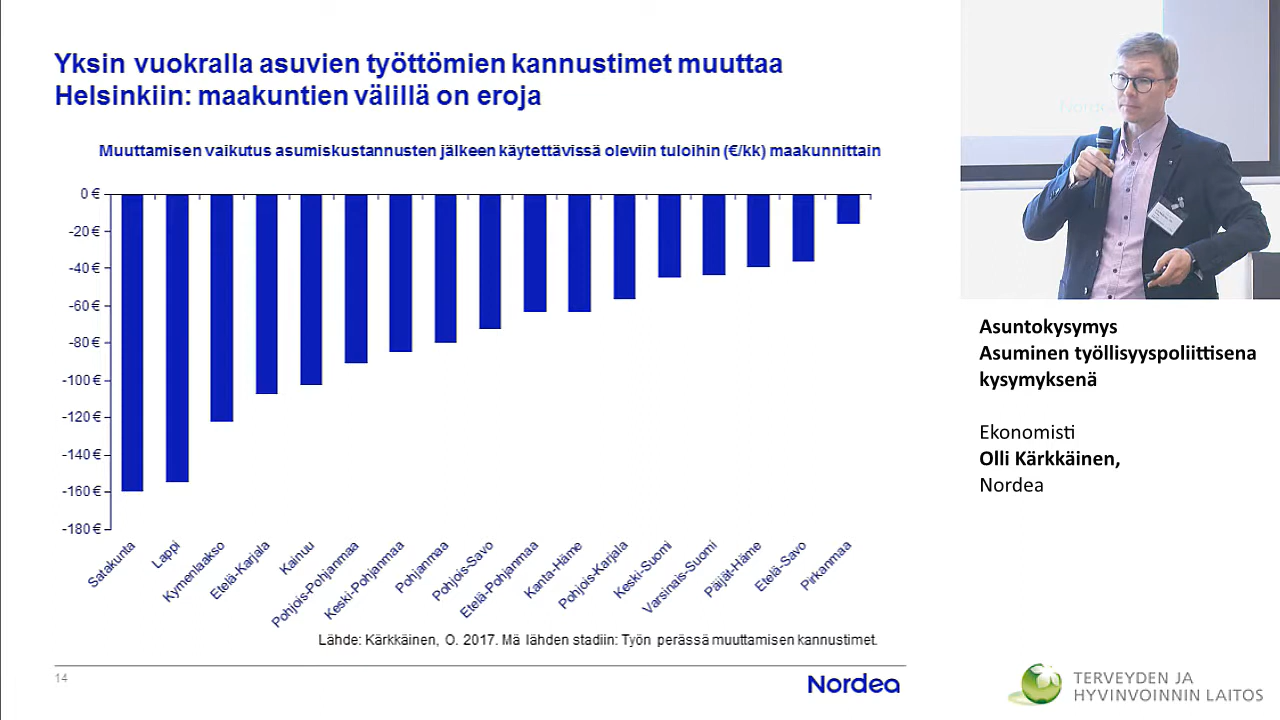 Yksin vuokralla asuvien työttömien kannustimet muuttaa
Helsinkiin: maakuntien välillä on eroja
Muuttamisen vaikutus asumiskustannusten jälkeen käytettävissä oleviin tuloihin (€/kk) maakunnittain
0 €
-20 €
-40 €
-60 €
-80 €
-100 €
-120 €
-140 €
-160 €
-180 €
Satakunta
Lappi
Kymenlaakso
Etelä-Karjala
Kainuu
Pohjois-Pohjanmaa
Keski-Pohjanmaa
Pohjanmaa
Pohjois-Savo
Etelä-Pohjanmaa
Kanta-Häme
Pohjois-Karjala
Keski-Suomi
Varsinais-Suomi
Päijät-Häme
Etelä-Savo
Pirkanmaa
Lähde: Kärkkäinen, O. 2017. Mä lähden stadiin: Työn perässä muuttamisen kannustimet.
14
Nordea
Asuntokysymys
Asuminen työllisyyspoliittisena
kysymyksenä
Ekonomisti
Olli Kärkkäinen,
Nordea
TERVEYDEN JA
HYVINVOINNIN LAITOS